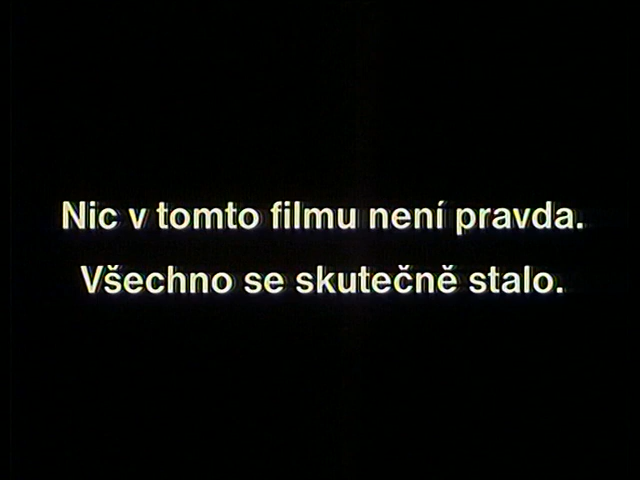 Nic v tomto filmu není pravda.
Všechno se skutečně stalo.